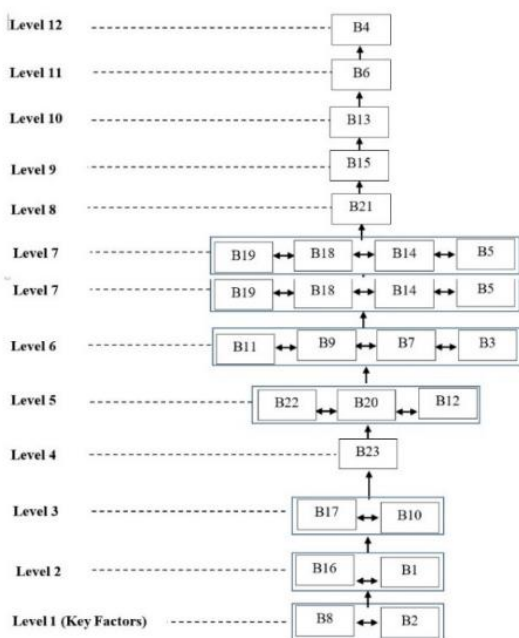 Level 12 B4
Level 11 B6
Level 10 B13
Level 9 B15
Level 8 B21
Level 7 B19 B18 B14 B5
Level 7 B19 B18 B14 B5
Level 6 B11 B9 B7 B3
Level 5 B22 B20 B12
Level 4 B23
Level 3 B17 B10
Level 2 B16 B1
Level 1 (Key Factors) B8 B2